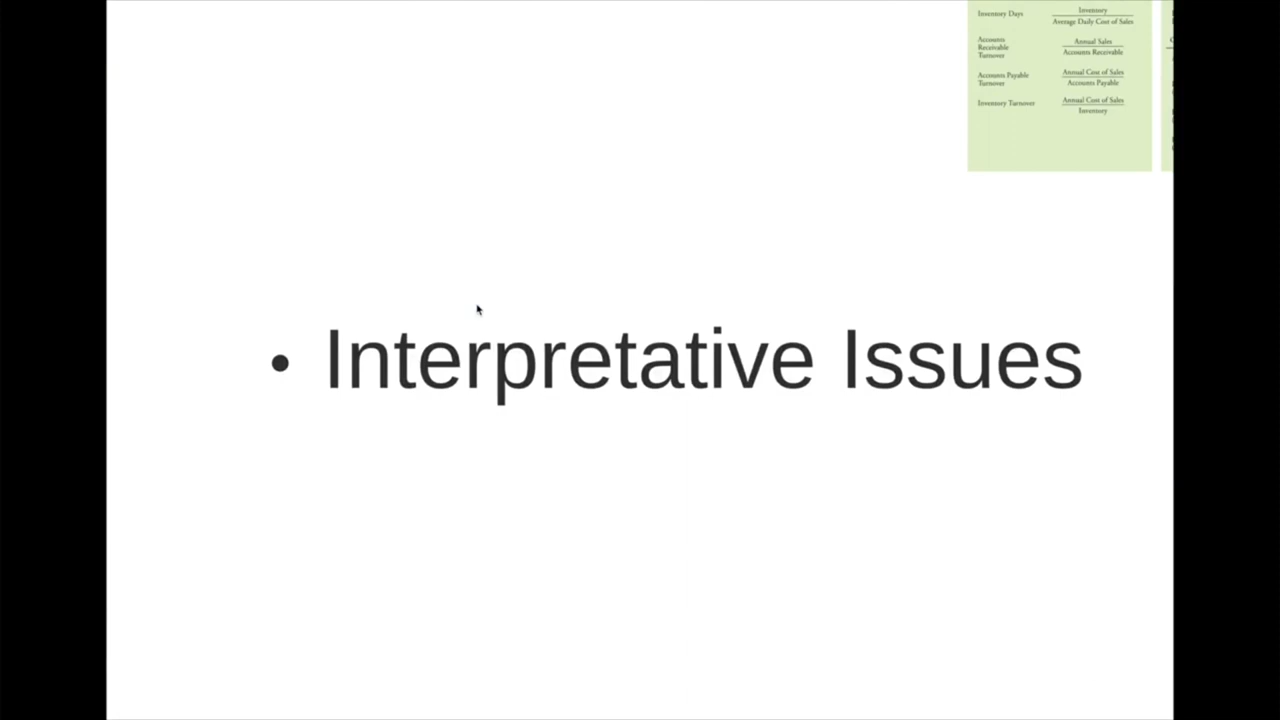 Inventory Days
Inventory
Average Daily Cost of Sales
Accounts
Receivable
Turnover
Annual Sales
Accounts Receivable
Accounts Payable
Turnover
Annual Cost of Sales
Accounts Payable
Inventory Turnover
Annual Cost of Sales
Inventory
• Interpretative Issues